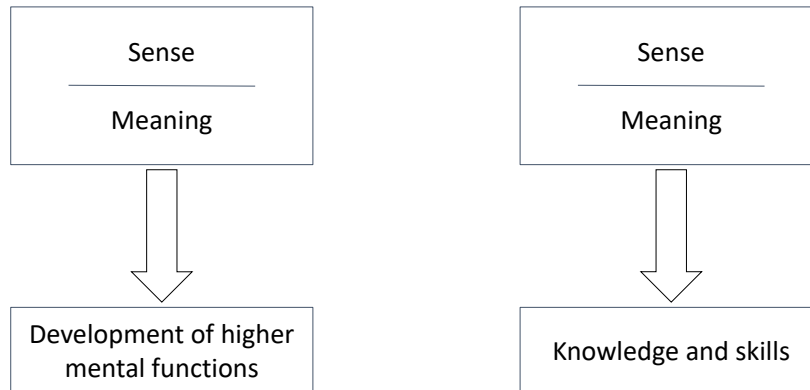 Sense
Meaning
Sense
Meaning
Development of higher
mental functions
Knowledge and skills